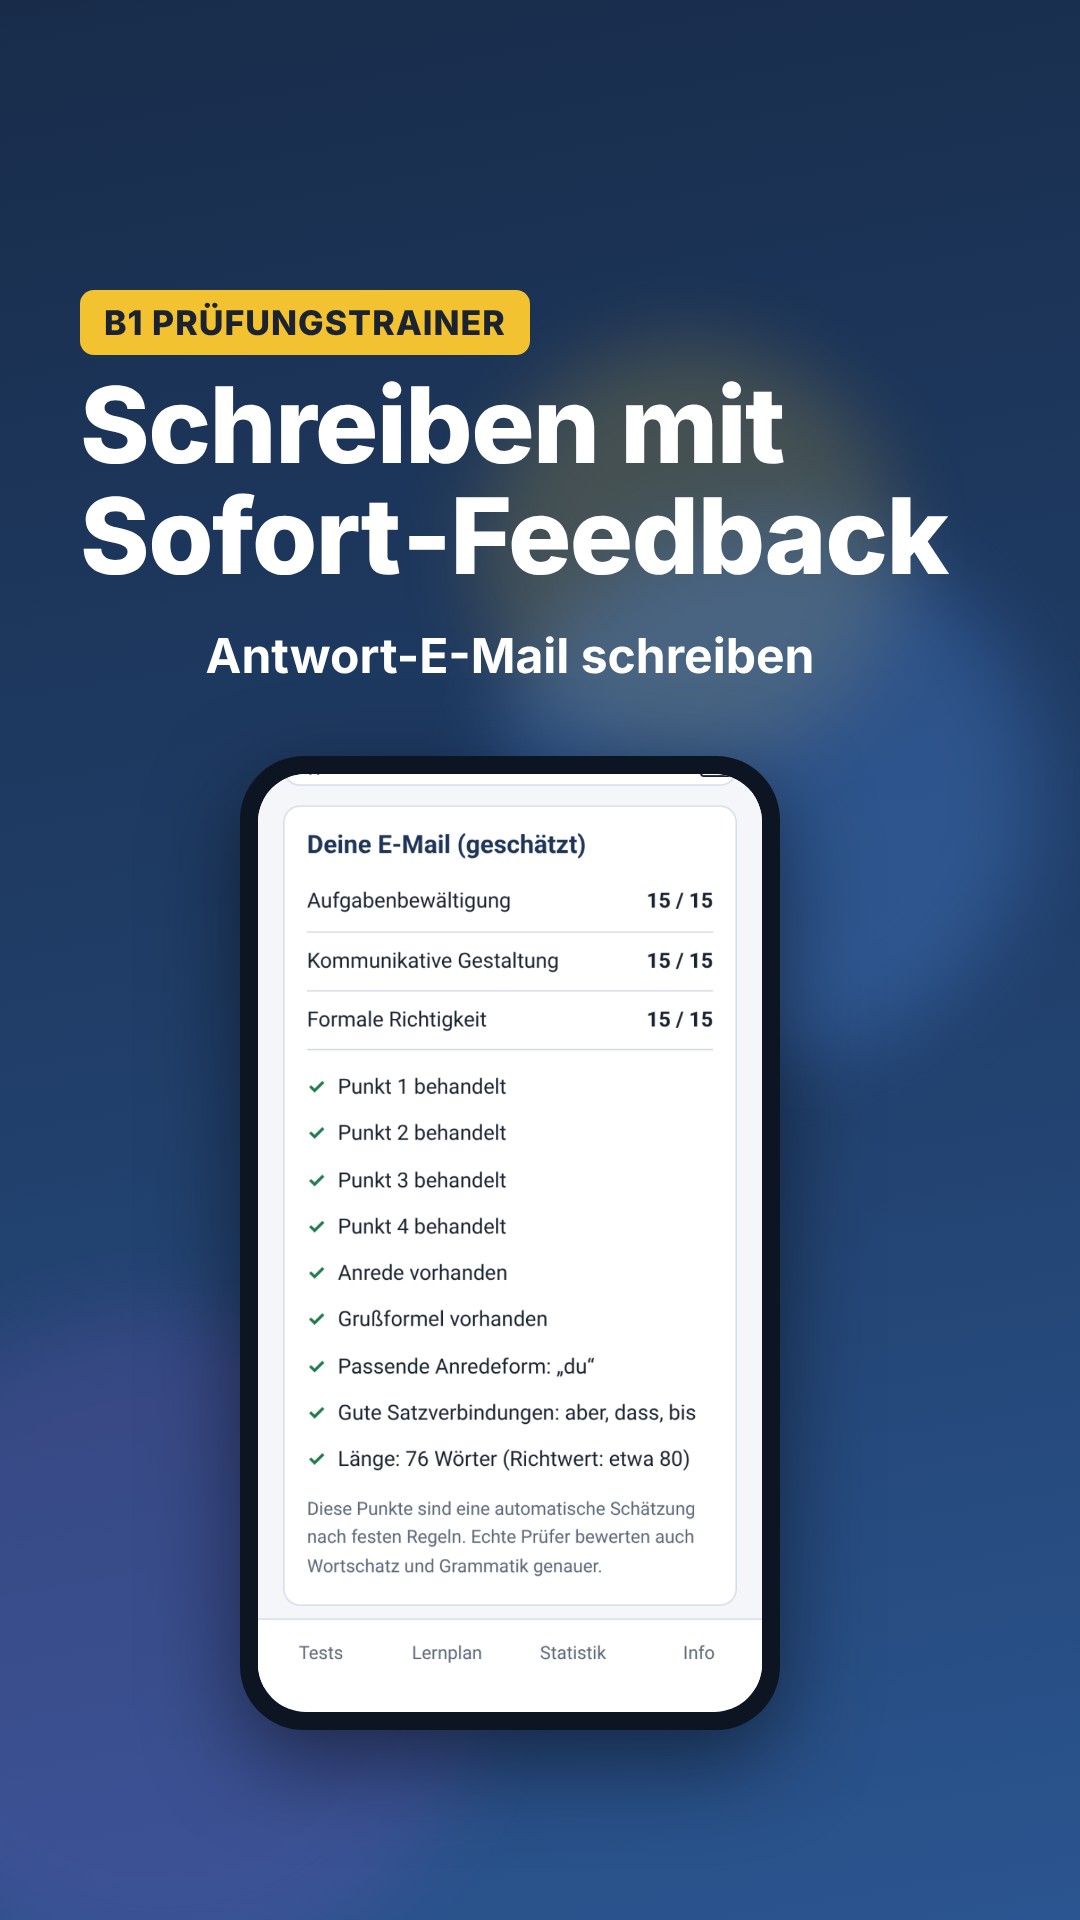 B1 PRÜFUNGSTRAINER
Schreiben mit
Sofort-Feedback
Antwort-E-Mail schreiben
Deine E-Mail (geschätzt)
Aufgabenbewältigung 15 / 15
Kommunikative Gestaltung 15 / 15
Formale Richtigkeit 15 / 15
Punkt 1 behandelt
Punkt 2 behandelt
Punkt 3 behandelt
Punkt 4 behandelt
Anrede vorhanden
Grußformel vorhanden
Passende Anredeform: „du“
Gute Satzverbindungen: aber, dass, bis
Länge: 76 Wörter (Richtwert: etwa 80)
Diese Punkte sind eine automatische Schätzung
nach festen Regeln. Echte Prüfer bewerten auch
Wortschatz und Grammatik genauer.
Tests Lernplan Statistik Info